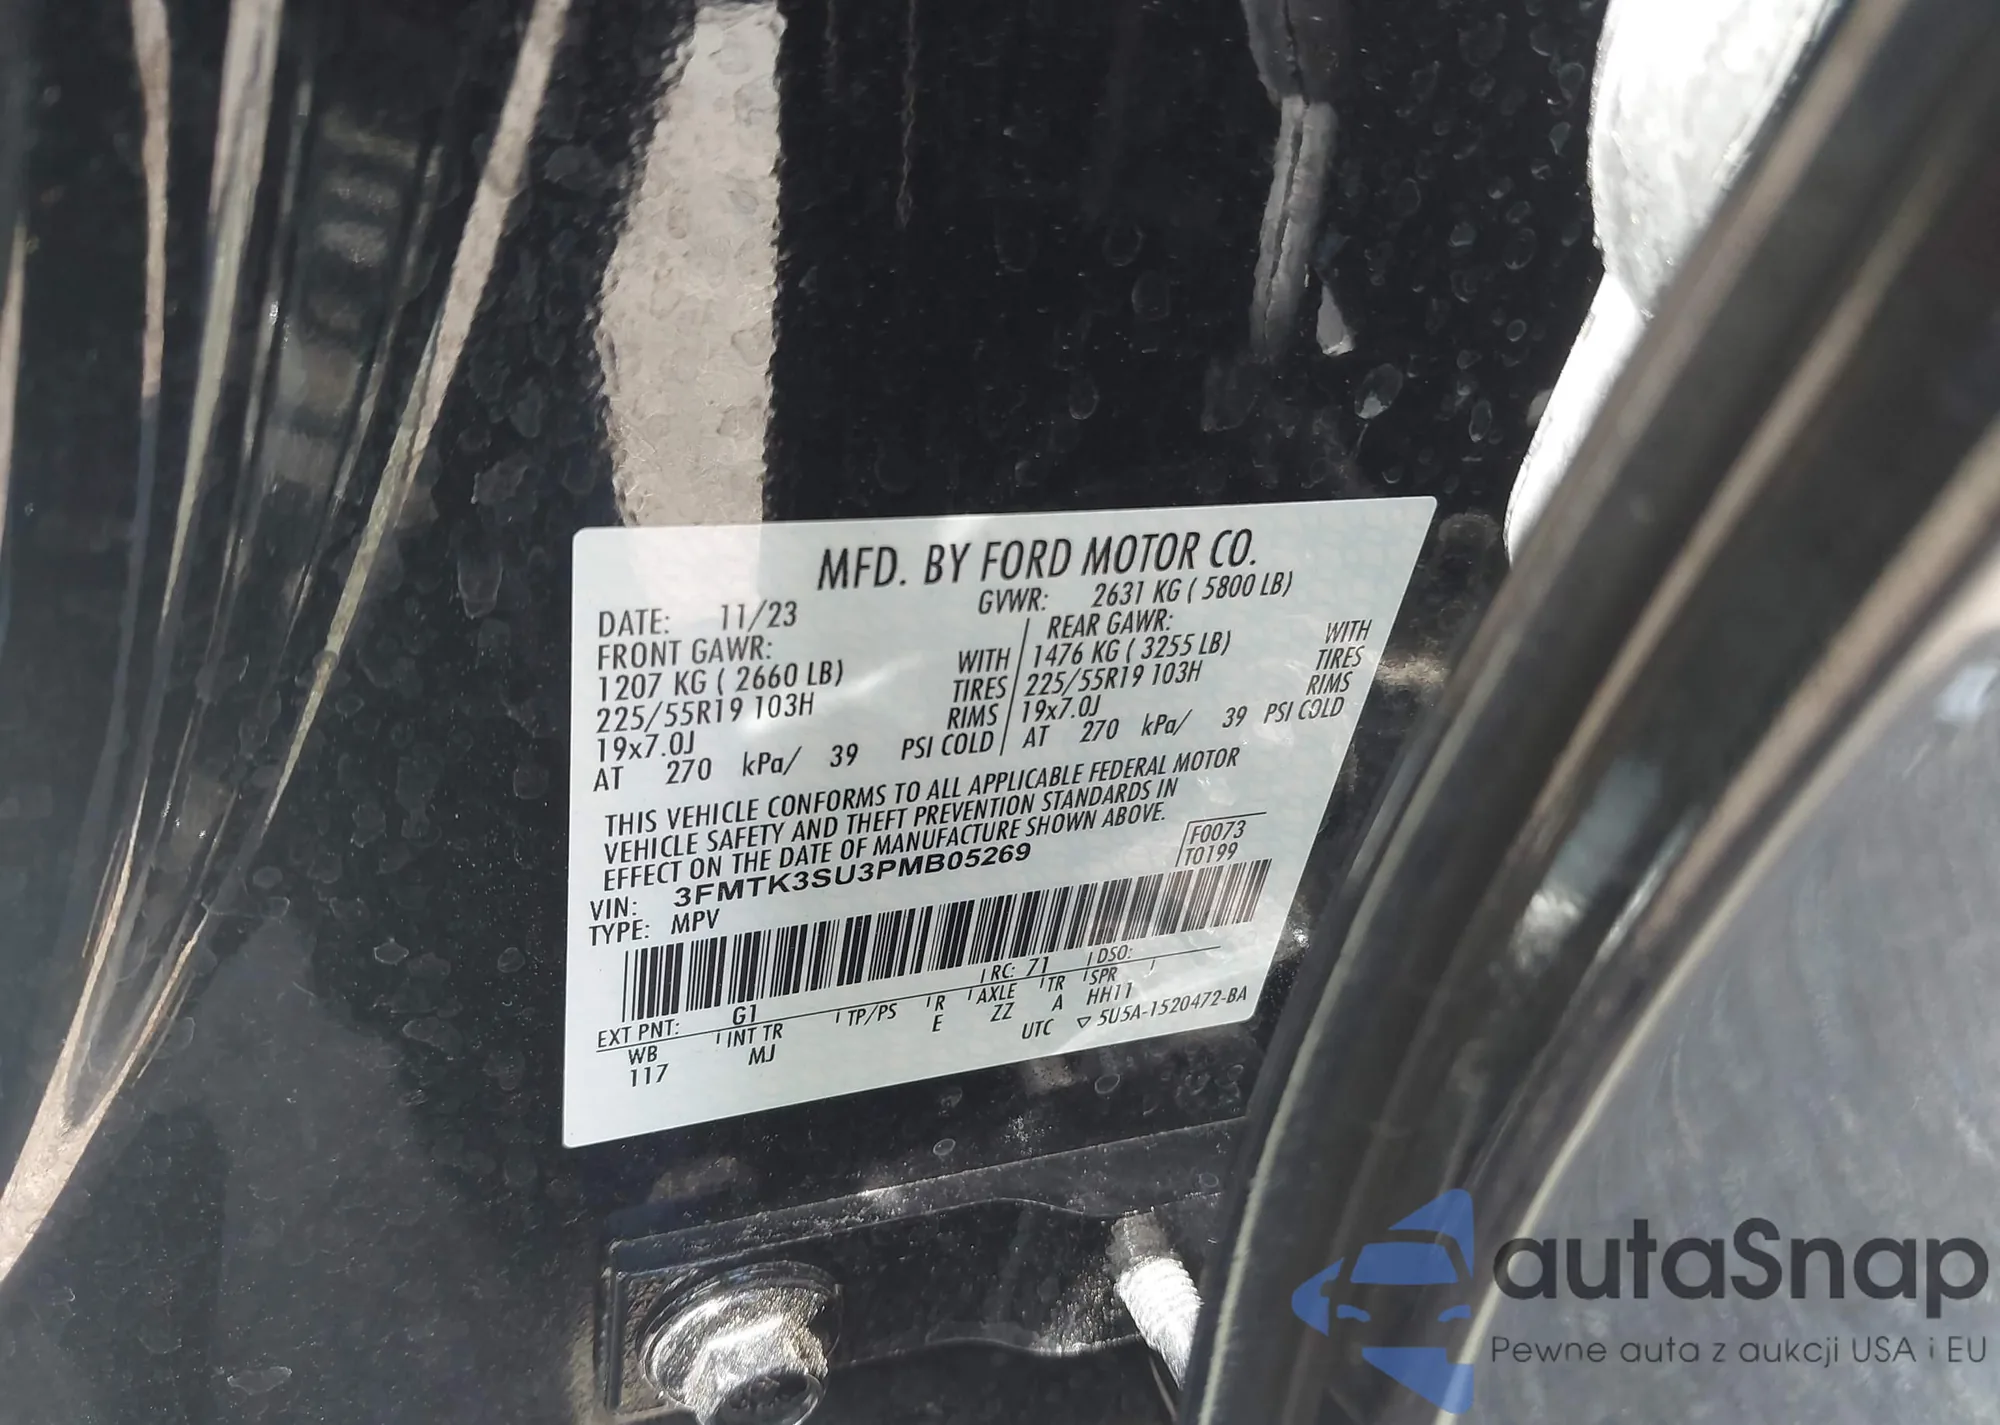 MFD. BY FORD MOTOR CO.
DATE: 11/23 GVWR: 2631 KG ( 5800 LB)
FRONT GAWR: REAR GAWR:
1207 KG ( 2660 LB) WITH 1476 KG ( 3255 LB) WITH
225/55R19 103H TIRES 225/55R19 103H TIRES
19x7.0J RIMS 19x7.0J RIMS
AT 270 kPa/ 39 PSI COLD AT 270 kPa/ 39 PSI COLD
THIS VEHICLE CONFORMS TO ALL APPLICABLE FEDERAL MOTOR
VEHICLE SAFETY AND THEFT PREVENTION STANDARDS IN
EFFECT ON THE DATE OF MANUFACTURE SHOWN ABOVE.
F0073
T0199
VIN: 3FMTK3SU3PMB05269
TYPE: MPV
EXT PNT: G1 RC: 71 DSO:
WB INT TR TP/PS R AXLE TR SPR
117 MJ E ZZ A HH11
UTC ▽ 5U5A-1520472-BA
autaSnap
Pewne auta z aukcji USA i EU